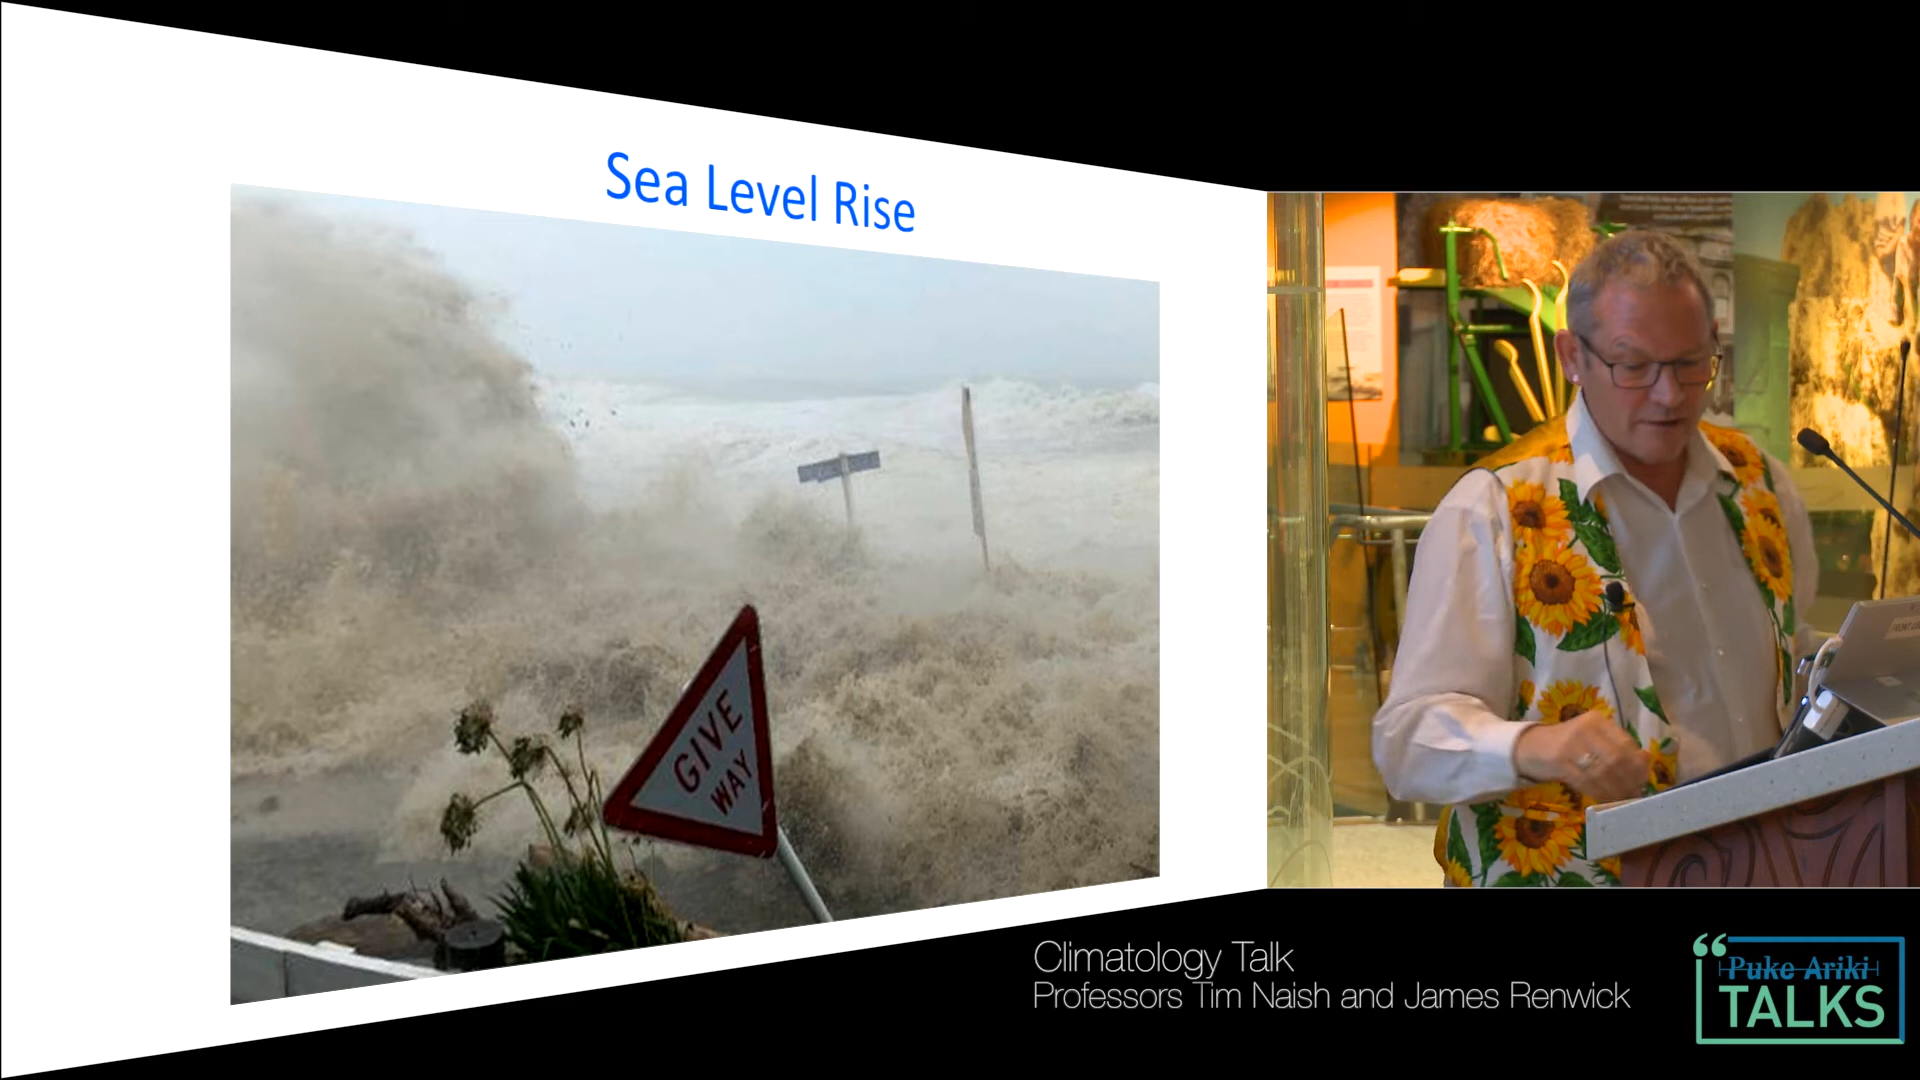 Sea Level Rise
GIVE
WAY
Climatology Talk
Professors Tim Naish and James Renwick
Puke Ariki
TALKS